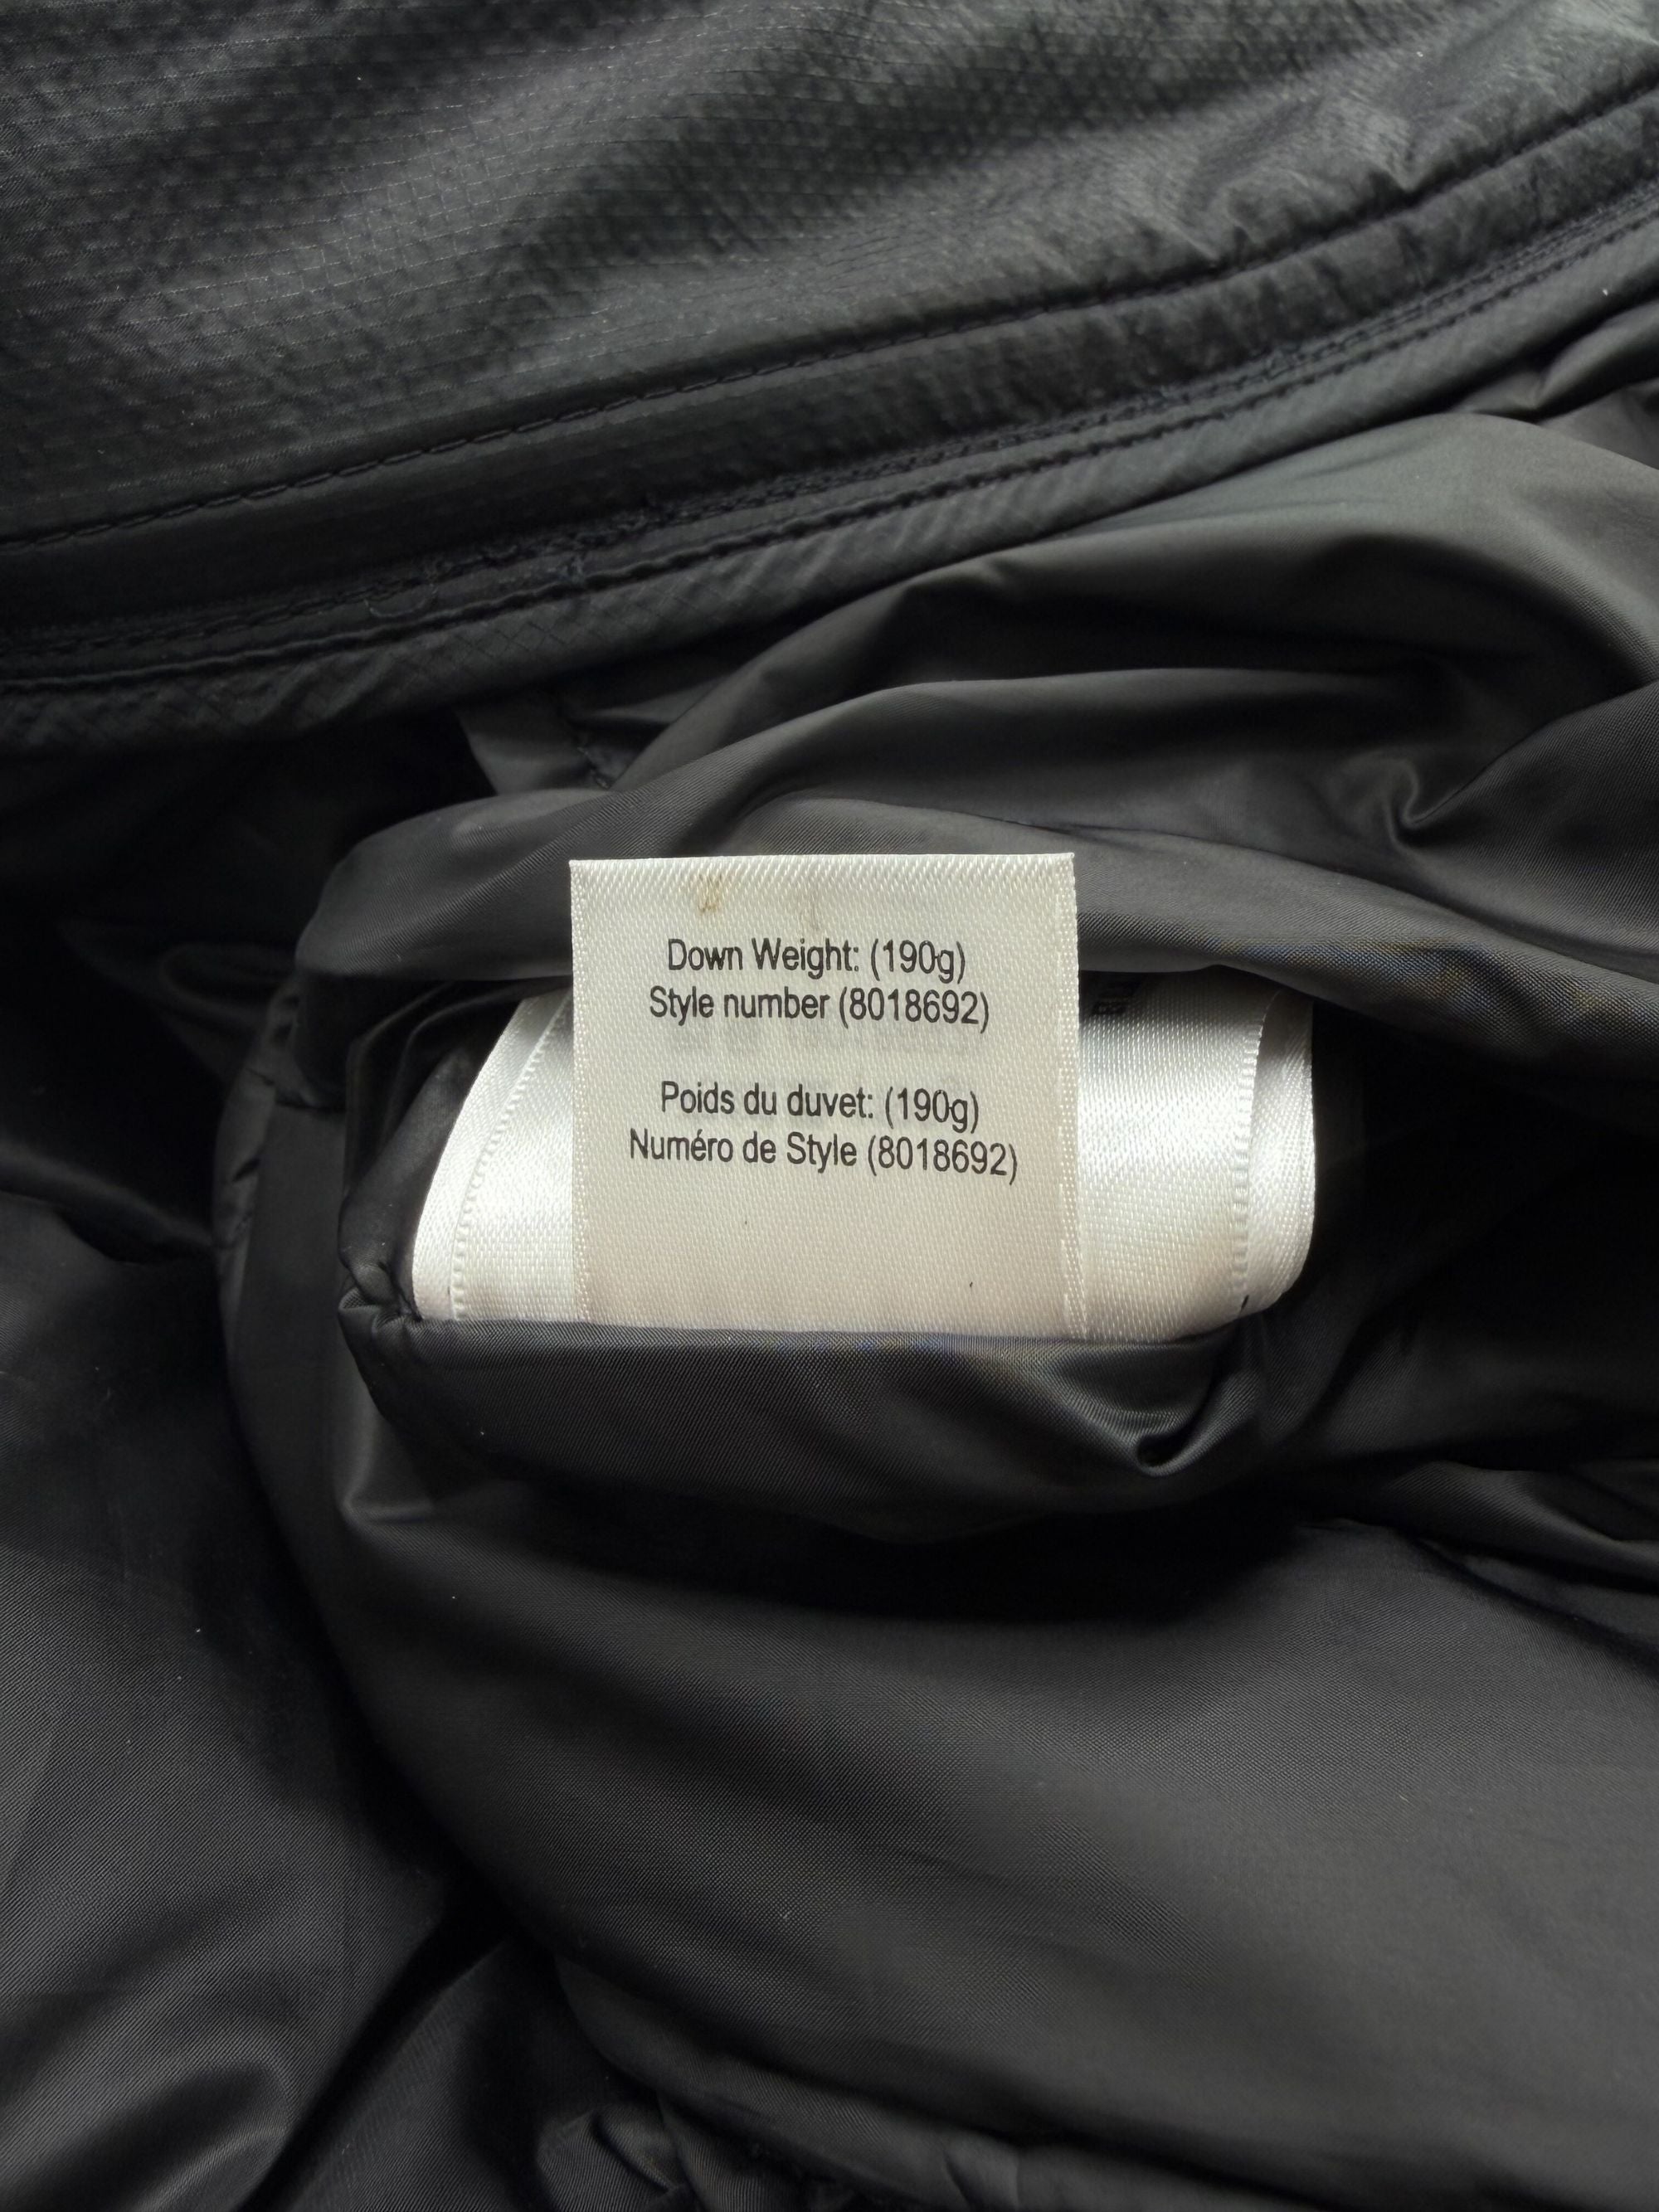 Down Weight: (190g)
Style number (8018692)
Poids du duvet: (190g)
Numéro de Style (8018692)